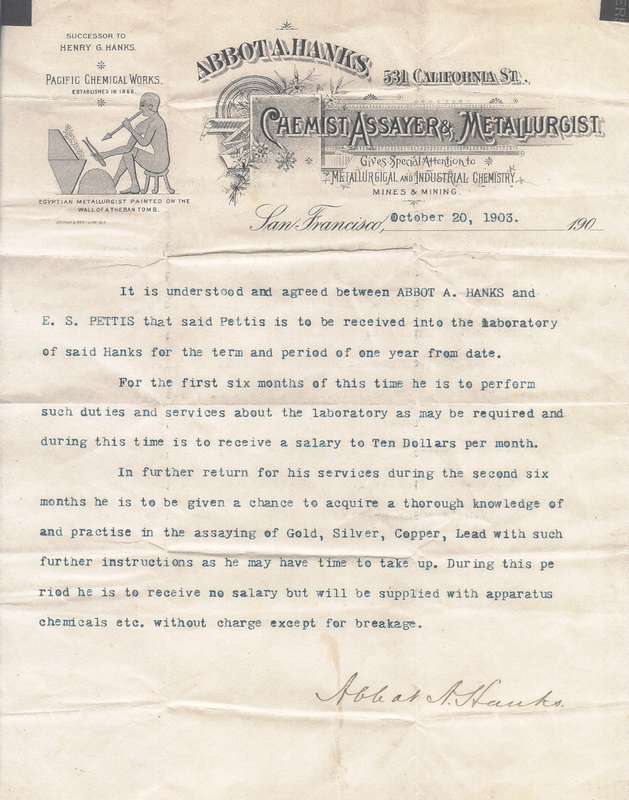 SUCCESSOR TO
HENRY G. HANKS.
PACIFIC CHEMICAL WORKS.
ESTABLISHED IN 1866.
EGYPTIAN METALLURGIST PAINTED ON THE
WALL OF A THEBAN TOMB.
ABBOT A. HANKS,
531 CALIFORNIA ST.,
CHEMIST, ASSAYER & METALLURGIST.
Gives Special Attention to
METALLURGICAL AND INDUSTRIAL CHEMISTRY,
MINES & MINING.
San Francisco, October 20, 1903. 190
It is understood and agreed between ABBOT A. HANKS and
E. S. PETTIS that said Pettis is to be received into the laboratory
of said Hanks for the term and period of one year from date.
For the first six months of this time he is to perform
such duties and services about the laboratory as may be required and
during this time is to receive a salary to Ten Dollars per month.
In further return for his services during the second six
months he is to be given a chance to acquire a thorough knowledge of
and practise in the assaying of Gold, Silver, Copper, Lead with such
further instructions as he may have time to take up. During this pe
riod he is to receive no salary but will be supplied with apparatus
chemicals etc. without charge except for breakage.
Abbot A. Hanks.